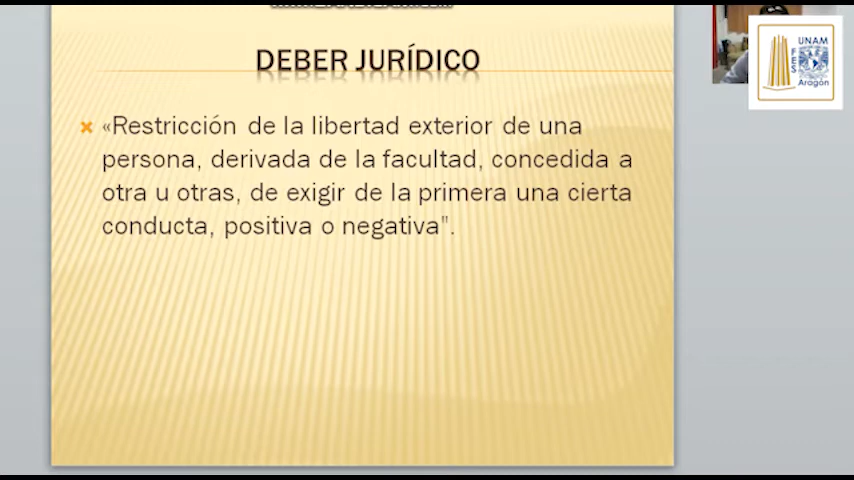 DEBER JURÍDICO
«Restricción de la libertad exterior de una
persona, derivada de la facultad, concedida a
otra u otras, de exigir de la primera una cierta
conducta, positiva o negativa".
UNAM
FES
Aragón